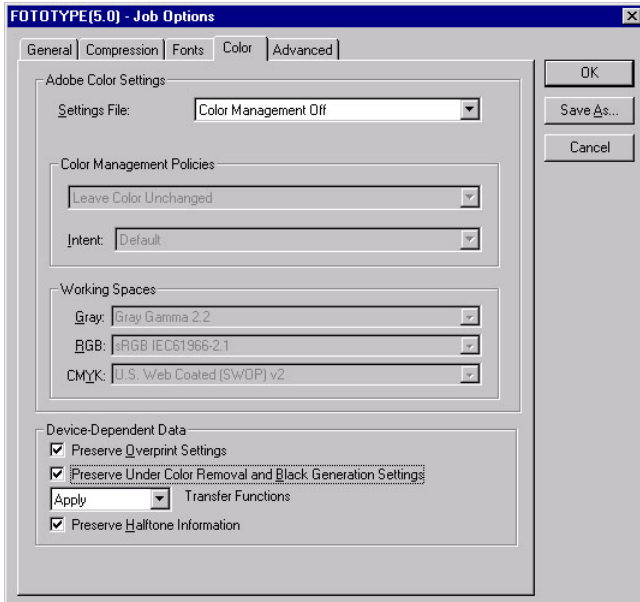 FOTOTYPE(5.0) - Job Options
General Compression Fonts Color Advanced
OK
Save As...
Cancel
Adobe Color Settings
Settings File: Color Management Off
Color Management Policies
Leave Color Unchanged
Intent: Default
Working Spaces
Gray: Gray Gamma 2.2
RGB: sRGB IEC61966-2.1
CMYK: U.S. Web Coated (SWOP) v2
Device-Dependent Data
Preserve Overprint Settings
Preserve Under Color Removal and Black Generation Settings
Apply Transfer Functions
Preserve Halftone Information